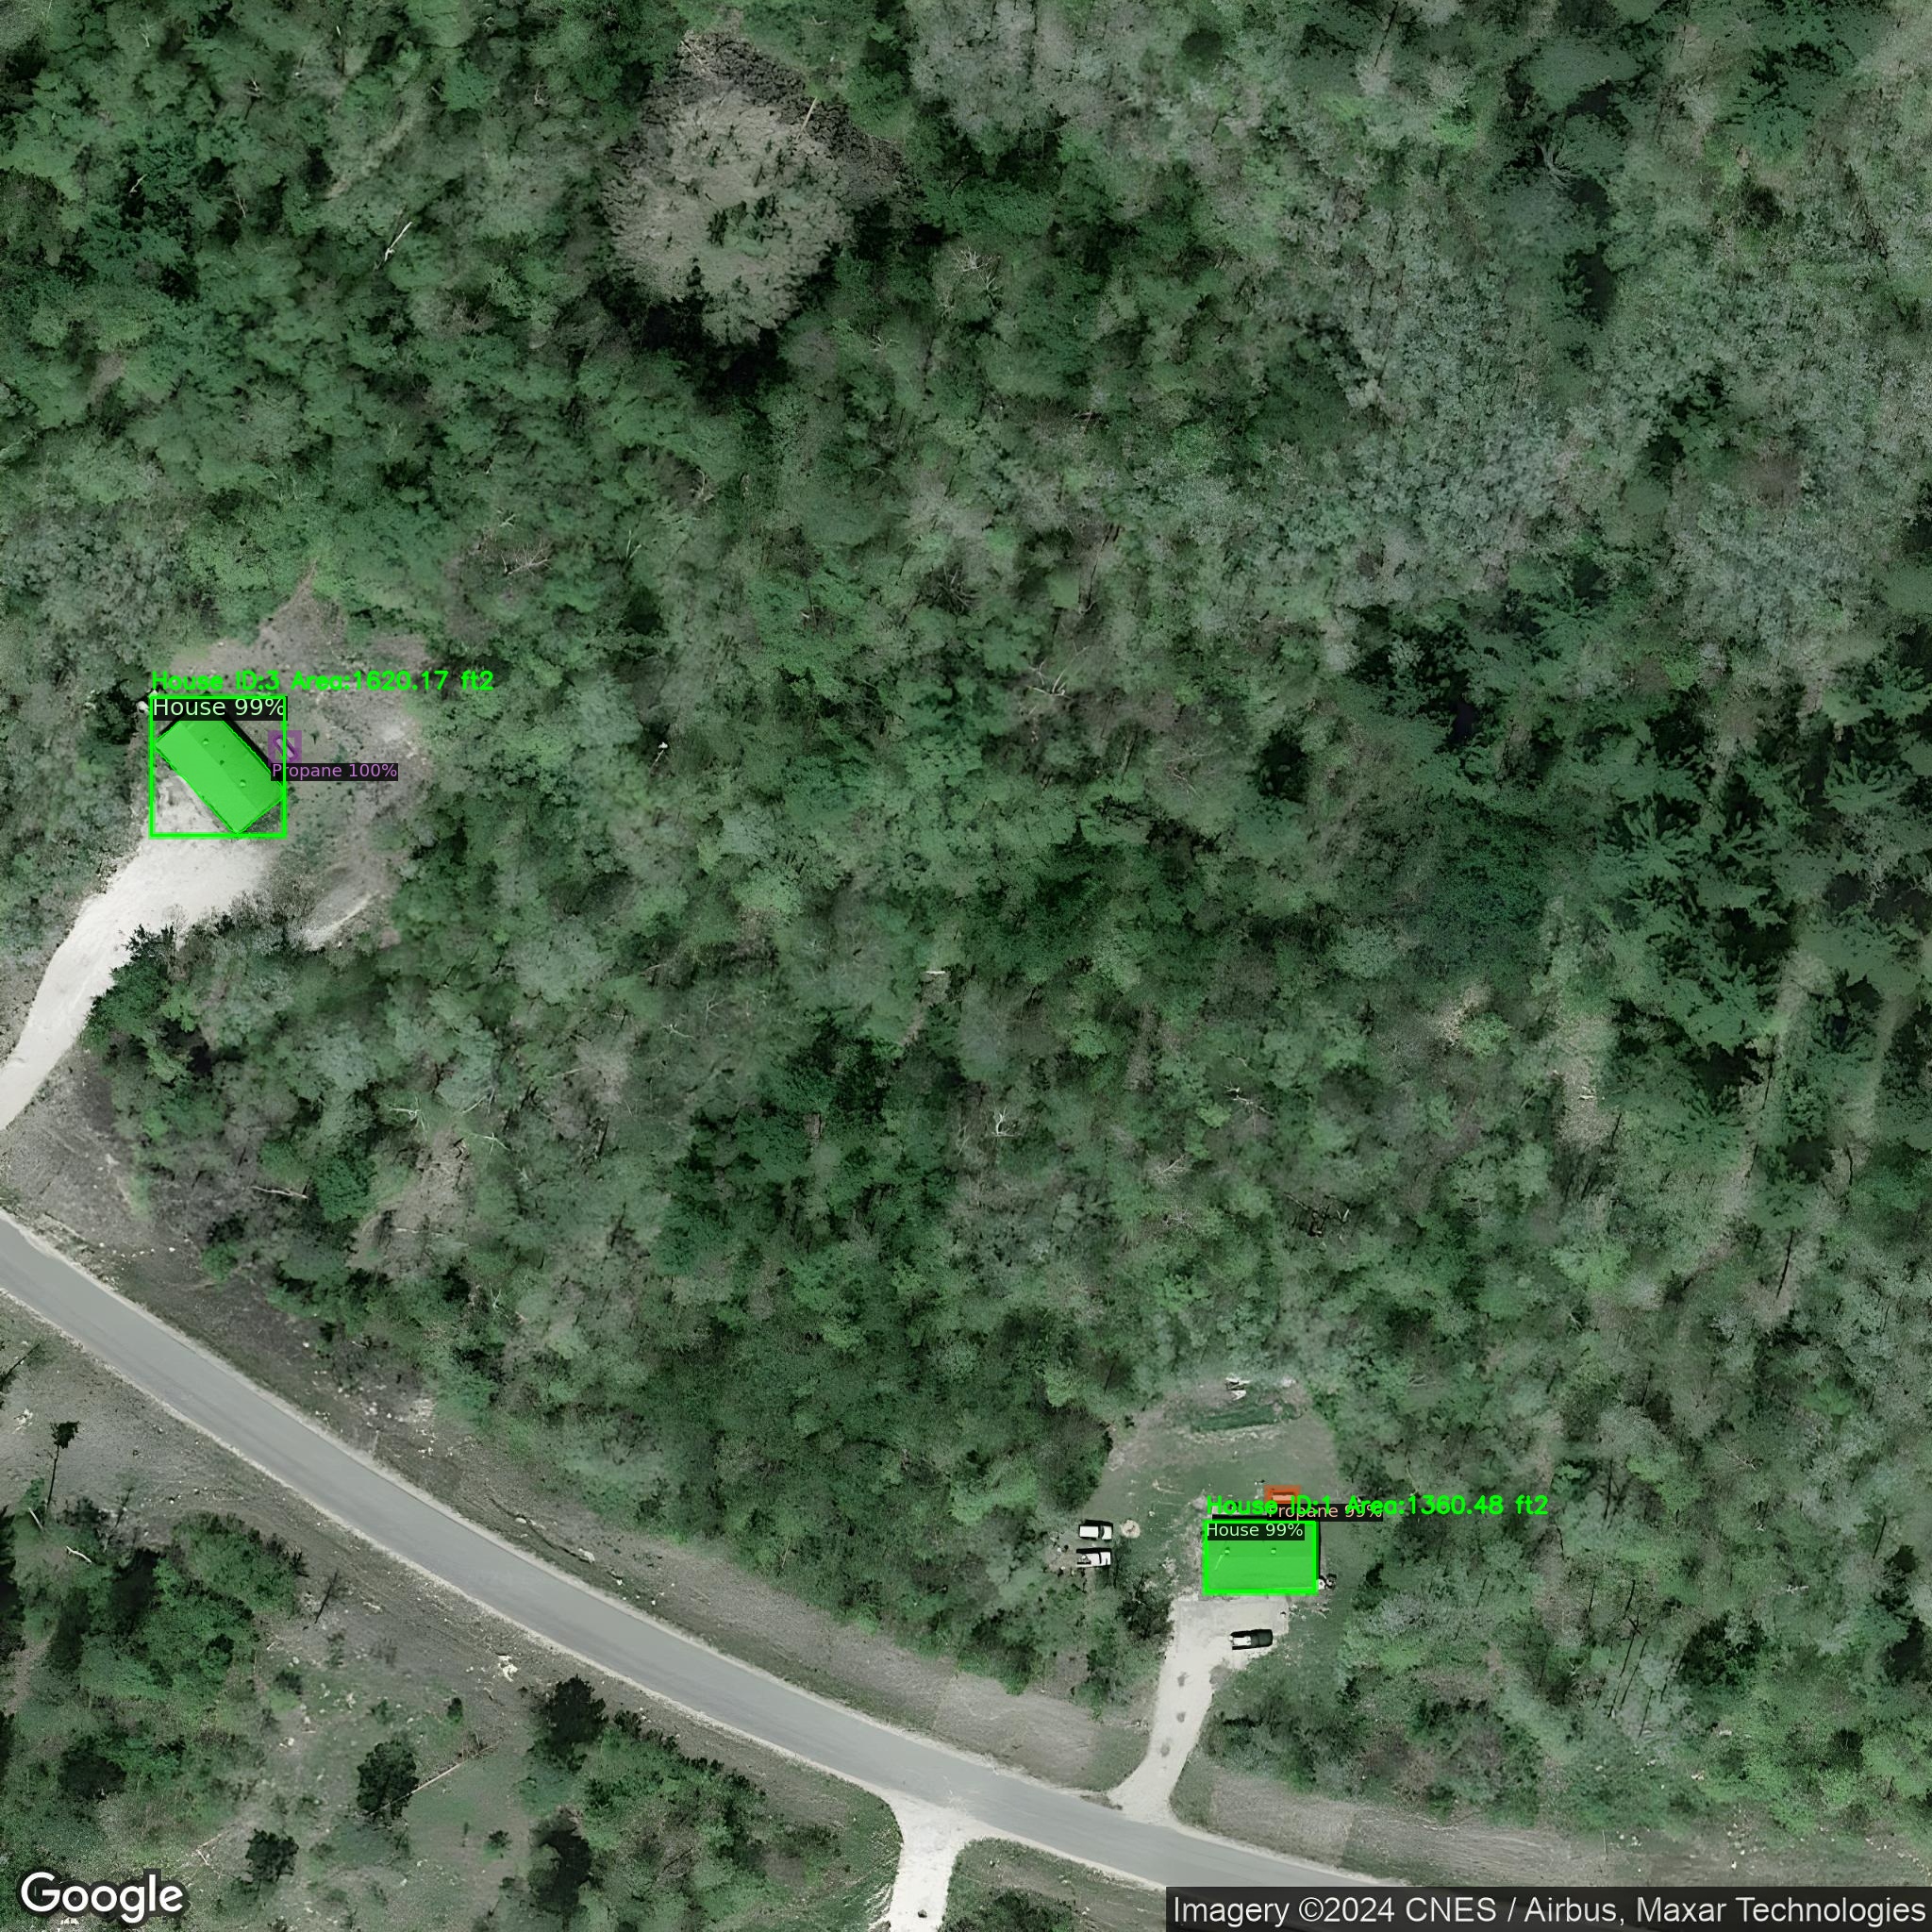 House ID:3 Area:1620.17 ft2
House 99%
Propane 100%
House ID:1 Area:1360.48 ft2
Propane 99%
House 99%
Google
Imagery ©2024 CNES / Airbus, Maxar Technologies